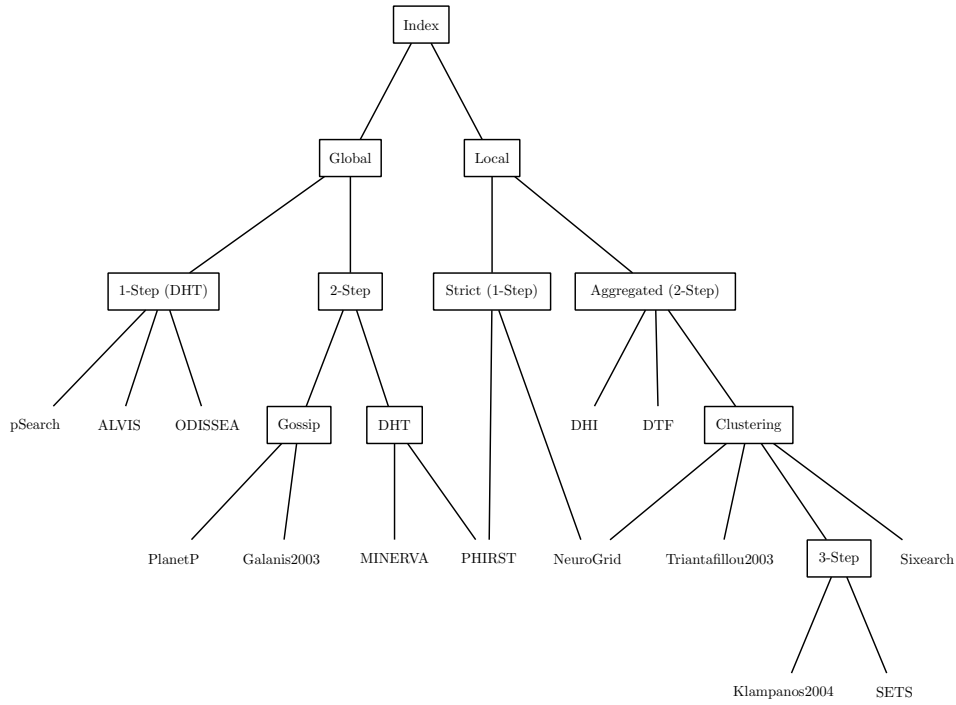 Index
Global
Local
1-Step (DHT)
2-Step
Strict (1-Step)
Aggregated (2-Step)
pSearch
ALVIS
ODISSEA
Gossip
DHT
DHI
DTF
Clustering
PlanetP
Galanis2003
MINERVA
PHIRST
NeuroGrid
Triantafillou2003
3-Step
Sixearch
Klampanos2004
SETS